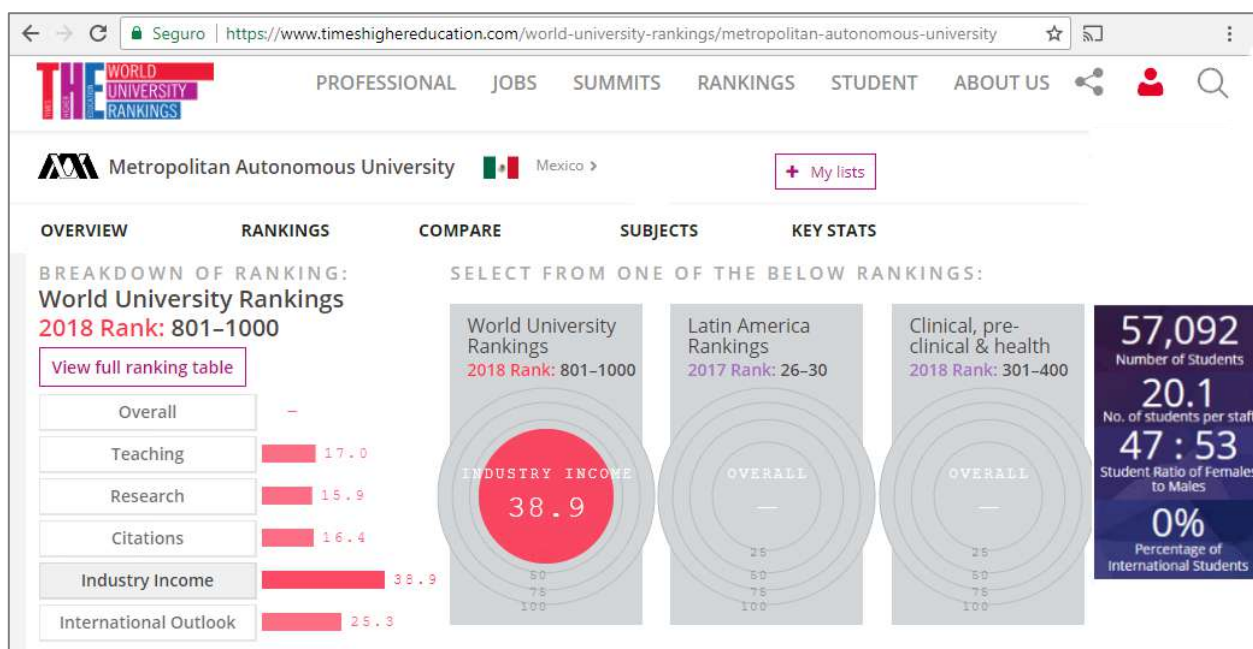 Seguro | https://www.timeshighereducation.com/world-university-rankings/metropolitan-autonomous-university
THE WORLD UNIVERSITY RANKINGS
TIMES HIGHER EDUCATION
PROFESSIONAL JOBS SUMMITS RANKINGS STUDENT ABOUT US
Metropolitan Autonomous University Mexico >
+ My lists
OVERVIEW RANKINGS COMPARE SUBJECTS KEY STATS
BREAKDOWN OF RANKING:
World University Rankings
2018 Rank: 801–1000
View full ranking table
Overall –
Teaching 17.0
Research 15.9
Citations 16.4
Industry Income 38.9
International Outlook 25.3
SELECT FROM ONE OF THE BELOW RANKINGS:
World University
Rankings
2018 Rank: 801–1000
INDUSTRY INCOME
38.9
50
75
100
Latin America
Rankings
2017 Rank: 26–30
OVERALL
—
25
50
75
100
Clinical, pre-
clinical & health
2018 Rank: 301–400
OVERALL
—
25
50
75
100
57,092
Number of Students
20.1
No. of students per staff
47 : 53
Student Ratio of Females
to Males
0%
Percentage of
International Students